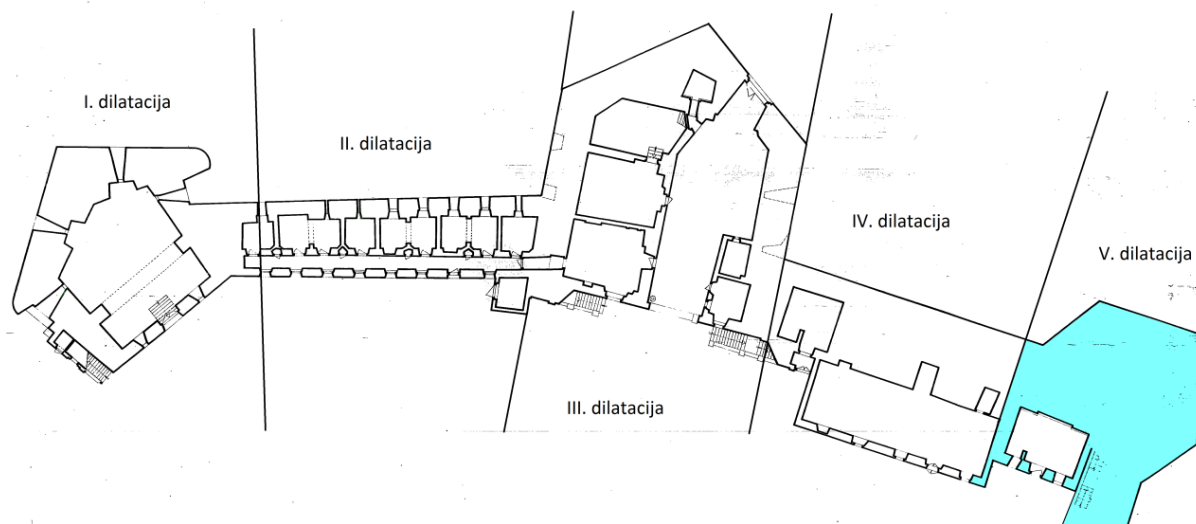 I. dilatacija
II. dilatacija
III. dilatacija
IV. dilatacija
V. dilatacija